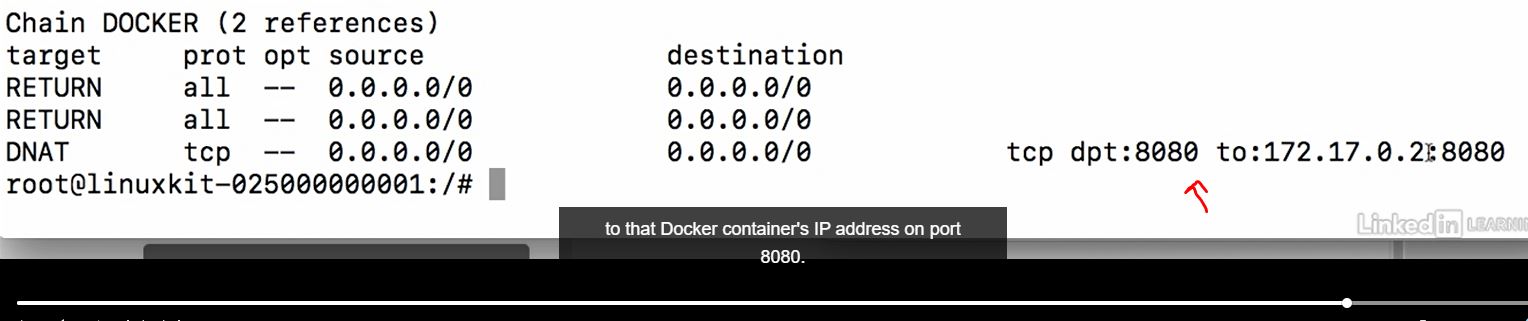 Chain DOCKER (2 references)
target     prot opt source               destination
RETURN     all  --  0.0.0.0/0            0.0.0.0/0
RETURN     all  --  0.0.0.0/0            0.0.0.0/0
DNAT       tcp  --  0.0.0.0/0            0.0.0.0/0            tcp dpt:8080 to:172.17.0.2:8080
root@linuxkit-025000000001:/#
to that Docker container's IP address on port
8080.
Linked in LEARNIN